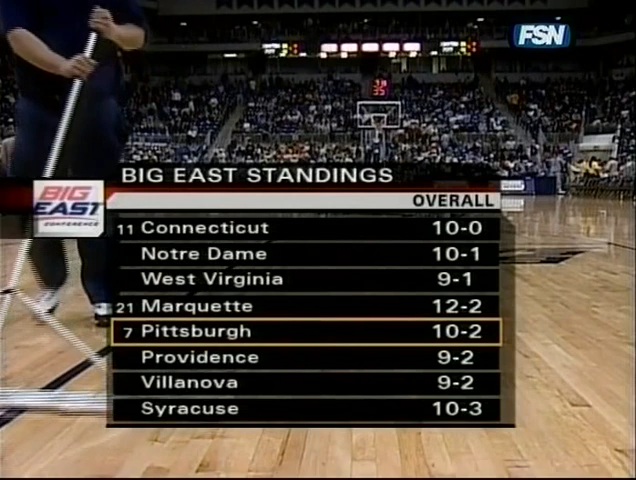 FSN
BIG EAST STANDINGS
BIG
EAST
CONFERENCE
OVERALL
11 Connecticut 10-0
Notre Dame 10-1
West Virginia 9-1
21 Marquette 12-2
7 Pittsburgh 10-2
Providence 9-2
Villanova 9-2
Syracuse 10-3